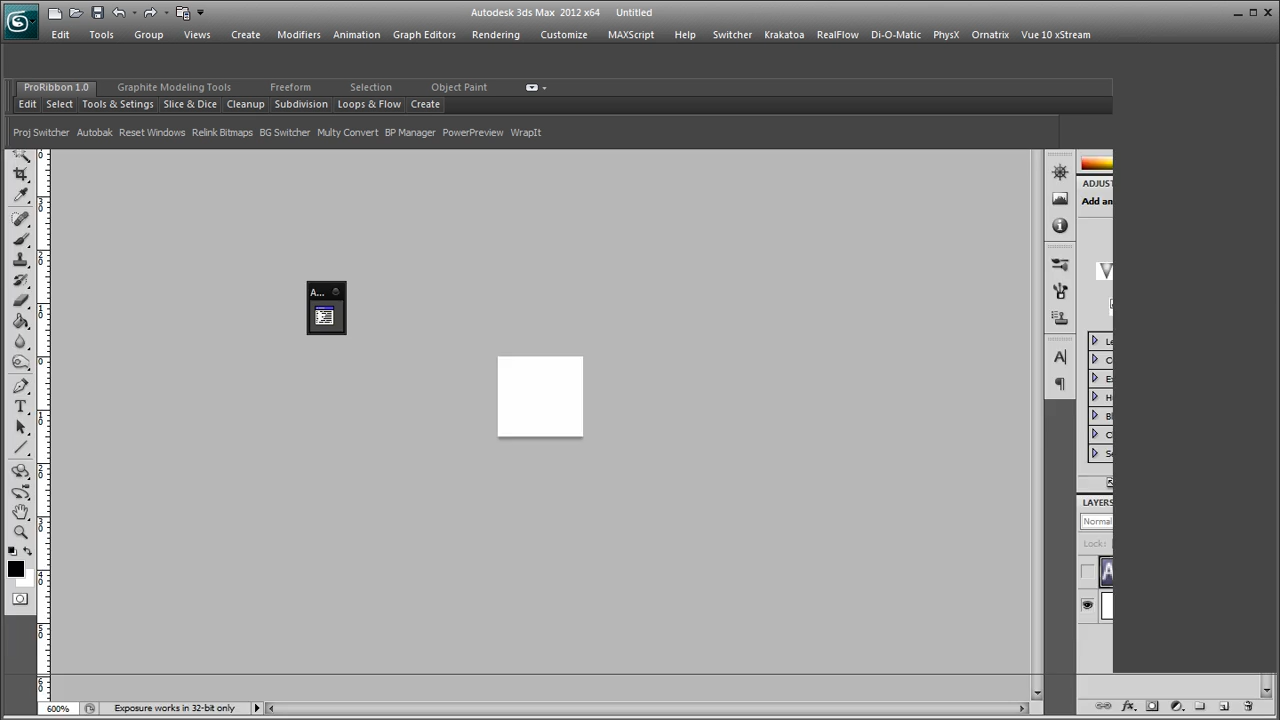 Autodesk 3ds Max 2012 x64 Untitled
Edit Tools Group Views Create Modifiers Animation Graph Editors Rendering Customize MAXScript Help Switcher Krakatoa RealFlow Di-O-Matic PhysX Ornatrix Vue 10 xStream
ProRibbon 1.0 Graphite Modeling Tools Freeform Selection Object Paint
Edit Select Tools & Setings Slice & Dice Cleanup Subdivision Loops & Flow Create
Proj Switcher Autobak Reset Windows Relink Bitmaps BG Switcher Multy Convert BP Manager PowerPreview WrapIt
ADJUST
Add an
A...
LAYERS
Normal
Lock:
600% Exposure works in 32-bit only